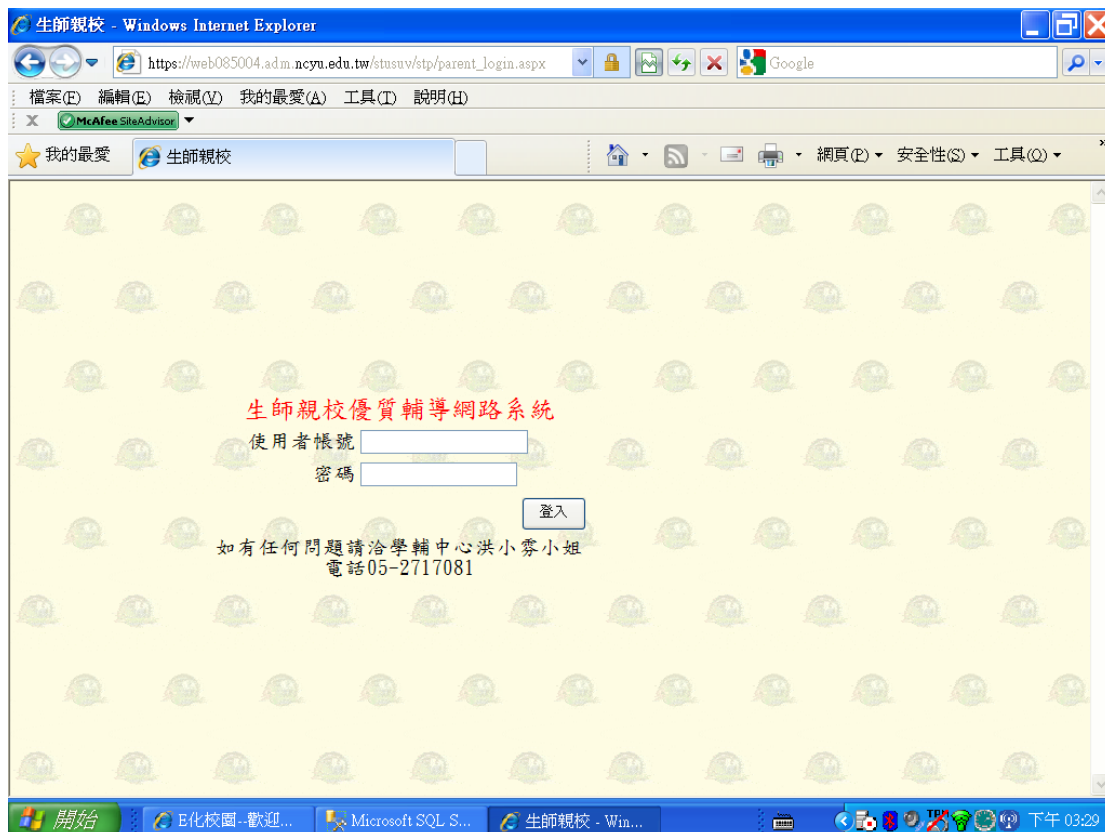 生師親校 - Windows Internet Explorer
https://web085004.adm.ncyu.edu.tw/stusuv/stp/parent_login.aspx
Google
檔案(F) 編輯(E) 檢視(V) 我的最愛(A) 工具(T) 說明(H)
X McAfee SiteAdvisor
我的最愛 生師親校 網頁(P) 安全性(S) 工具(O) »
生師親校優質輔導網路系統
使用者帳號
密碼
登入
如有任何問題請洽學輔中心洪小雰小姐
電話05-2717081
開始 E化校園--歡迎... Microsoft SQL S... 生師親校 - Win... 下午 03:29